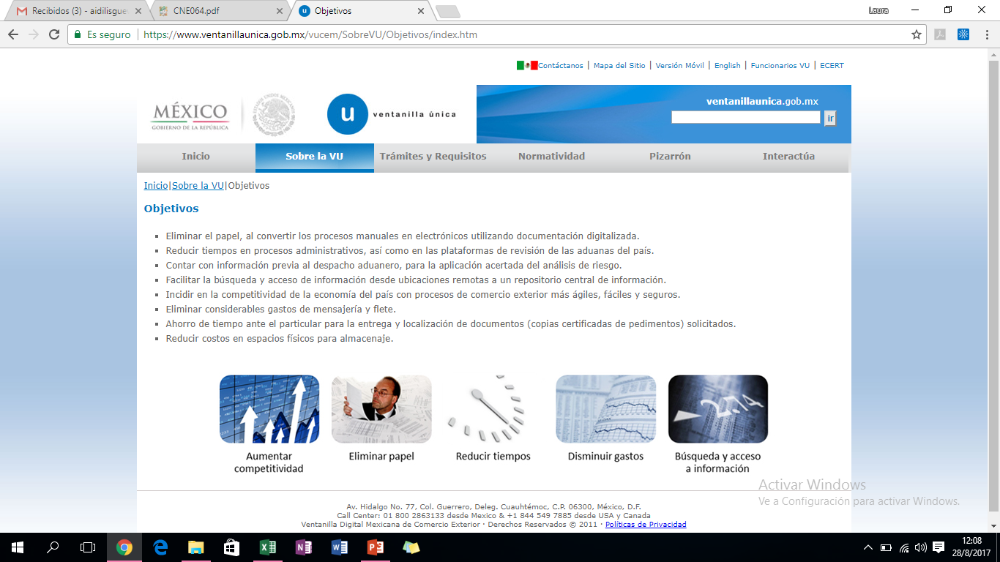 Recibidos (3) - aidilisgue
CNE064.pdf
Objetivos
Laura
Es seguro
https://www.ventanillaunica.gob.mx/vucem/SobreVU/Objetivos/index.htm
Contáctanos | Mapa del Sitio | Versión Móvil | English | Funcionarios VU | ECERT
MÉXICO
GOBIERNO DE LA REPÚBLICA
ESTADOS UNIDOS MEXICANOS
u ventanilla única
ventanillaunica.gob.mx
ir
Inicio Sobre la VU Trámites y Requisitos Normatividad Pizarrón Interactúa
Inicio|Sobre la VU|Objetivos
Objetivos
Eliminar el papel, al convertir los procesos manuales en electrónicos utilizando documentación digitalizada.
Reducir tiempos en procesos administrativos, así como en las plataformas de revisión de las aduanas del país.
Contar con información previa al despacho aduanero, para la aplicación acertada del análisis de riesgo.
Facilitar la búsqueda y acceso de información desde ubicaciones remotas a un repositorio central de información.
Incidir en la competitividad de la economía del país con procesos de comercio exterior más ágiles, fáciles y seguros.
Eliminar considerables gastos de mensajería y flete.
Ahorro de tiempo ante el particular para la entrega y localización de documentos (copias certificadas de pedimentos) solicitados.
Reducir costos en espacios físicos para almacenaje.
Aumentar
competitividad
Eliminar papel
Reducir tiempos
Disminuir gastos
Búsqueda y acceso
a información
Activar Windows
Ve a Configuración para activar Windows.
Av. Hidalgo No. 77, Col. Guerrero, Deleg. Cuauhtémoc, C.P. 06300, México, D.F.
Call Center: 01 800 2863133 desde Mexico & +1 844 549 7885 desde USA y Canada
Ventanilla Digital Mexicana de Comercio Exterior · Derechos Reservados © 2011 · Políticas de Privacidad
12:08
28/8/2017